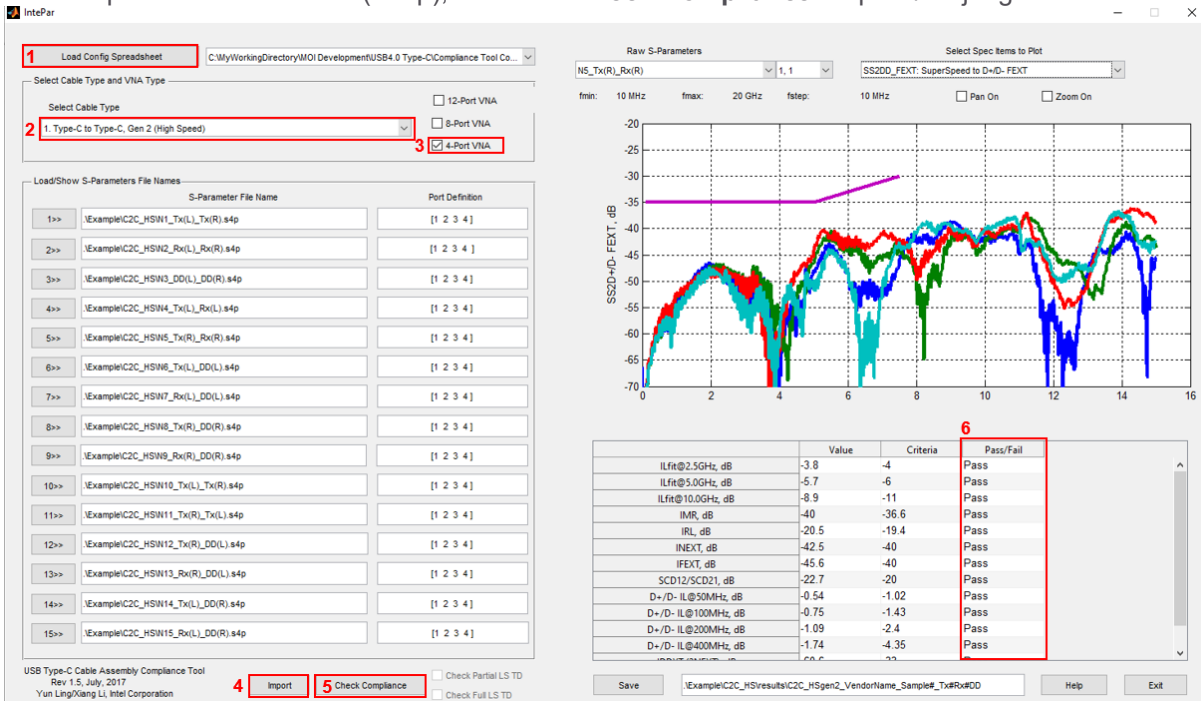 IntePar
1 Load Config Spreadsheet C:\MyWorkingDirectory\MOI Development\USB4.0 Type-C\Compliance Tool Co...
Select Cable Type and VNA Type
Select Cable Type
2 1. Type-C to Type-C, Gen 2 (High Speed)
12-Port VNA
8-Port VNA
3 4-Port VNA
Load/Show S-Parameters File Names
S-Parameter File Name Port Definition
1>> .\Example\C2C_HS\N1_Tx(L)_Tx(R).s4p [1 2 3 4]
2>> .\Example\C2C_HS\N2_Rx(L)_Rx(R).s4p [1 2 3 4 ]
3>> .\Example\C2C_HS\N3_DD(L)_DD(R).s4p [1 2 3 4]
4>> .\Example\C2C_HS\N4_Tx(L)_Rx(L).s4p [1 2 3 4]
5>> .\Example\C2C_HS\N5_Tx(R)_Rx(R).s4p [1 2 3 4]
6>> .\Example\C2C_HS\N6_Tx(L)_DD(L).s4p [1 2 3 4]
7>> .\Example\C2C_HS\N7_Rx(L)_DD(L).s4p [1 2 3 4]
8>> .\Example\C2C_HS\N8_Tx(R)_DD(R).s4p [1 2 3 4]
9>> .\Example\C2C_HS\N9_Rx(R)_DD(R).s4p [1 2 3 4]
10>> .\Example\C2C_HS\N10_Tx(L)_Tx(R).s4p [1 2 3 4]
11>> .\Example\C2C_HS\N11_Tx(R)_Tx(L).s4p [1 2 3 4]
12>> .\Example\C2C_HS\N12_Tx(R)_DD(L).s4p [1 2 3 4]
13>> .\Example\C2C_HS\N13_Rx(R)_DD(L).s4p [1 2 3 4]
14>> .\Example\C2C_HS\N14_Tx(L)_DD(R).s4p [1 2 3 4]
15>> .\Example\C2C_HS\N15_Rx(L)_DD(R).s4p [1 2 3 4]
USB Type-C Cable Assembly Compliance Tool
Rev 1.5, July, 2017
Yun Ling/Xiang Li, Intel Corporation
4 Import 5 Check Compliance
Check Partial LS TD
Check Full LS TD
Raw S-Parameters Select Spec Items to Plot
N5_Tx(R)_Rx(R) 1, 1 SS2DD_FEXT: SuperSpeed to D+/D- FEXT
fmin: 10 MHz fmax: 20 GHz fstep: 10 MHz Pan On Zoom On
SS2D+/D- FEXT, dB
-20
-25
-30
-35
-40
-45
-50
-55
-60
-65
-70
0 2 4 6 8 10 12 14 16
6
Value Criteria Pass/Fail
ILfit@2.5GHz, dB -3.8 -4 Pass
ILfit@5.0GHz, dB -5.7 -6 Pass
ILfit@10.0GHz, dB -8.9 -11 Pass
IMR, dB -40 -36.6 Pass
IRL, dB -20.5 -19.4 Pass
INEXT, dB -42.5 -40 Pass
IFEXT, dB -45.6 -40 Pass
SCD12/SCD21, dB -22.7 -20 Pass
D+/D- IL@50MHz, dB -0.54 -1.02 Pass
D+/D- IL@100MHz, dB -0.75 -1.43 Pass
D+/D- IL@200MHz, dB -1.09 -2.4 Pass
D+/D- IL@400MHz, dB -1.74 -4.35 Pass
Save .\Example\C2C_HS\results\C2C_HSgen2_VendorName_Sample#_Tx#Rx#DD Help Exit